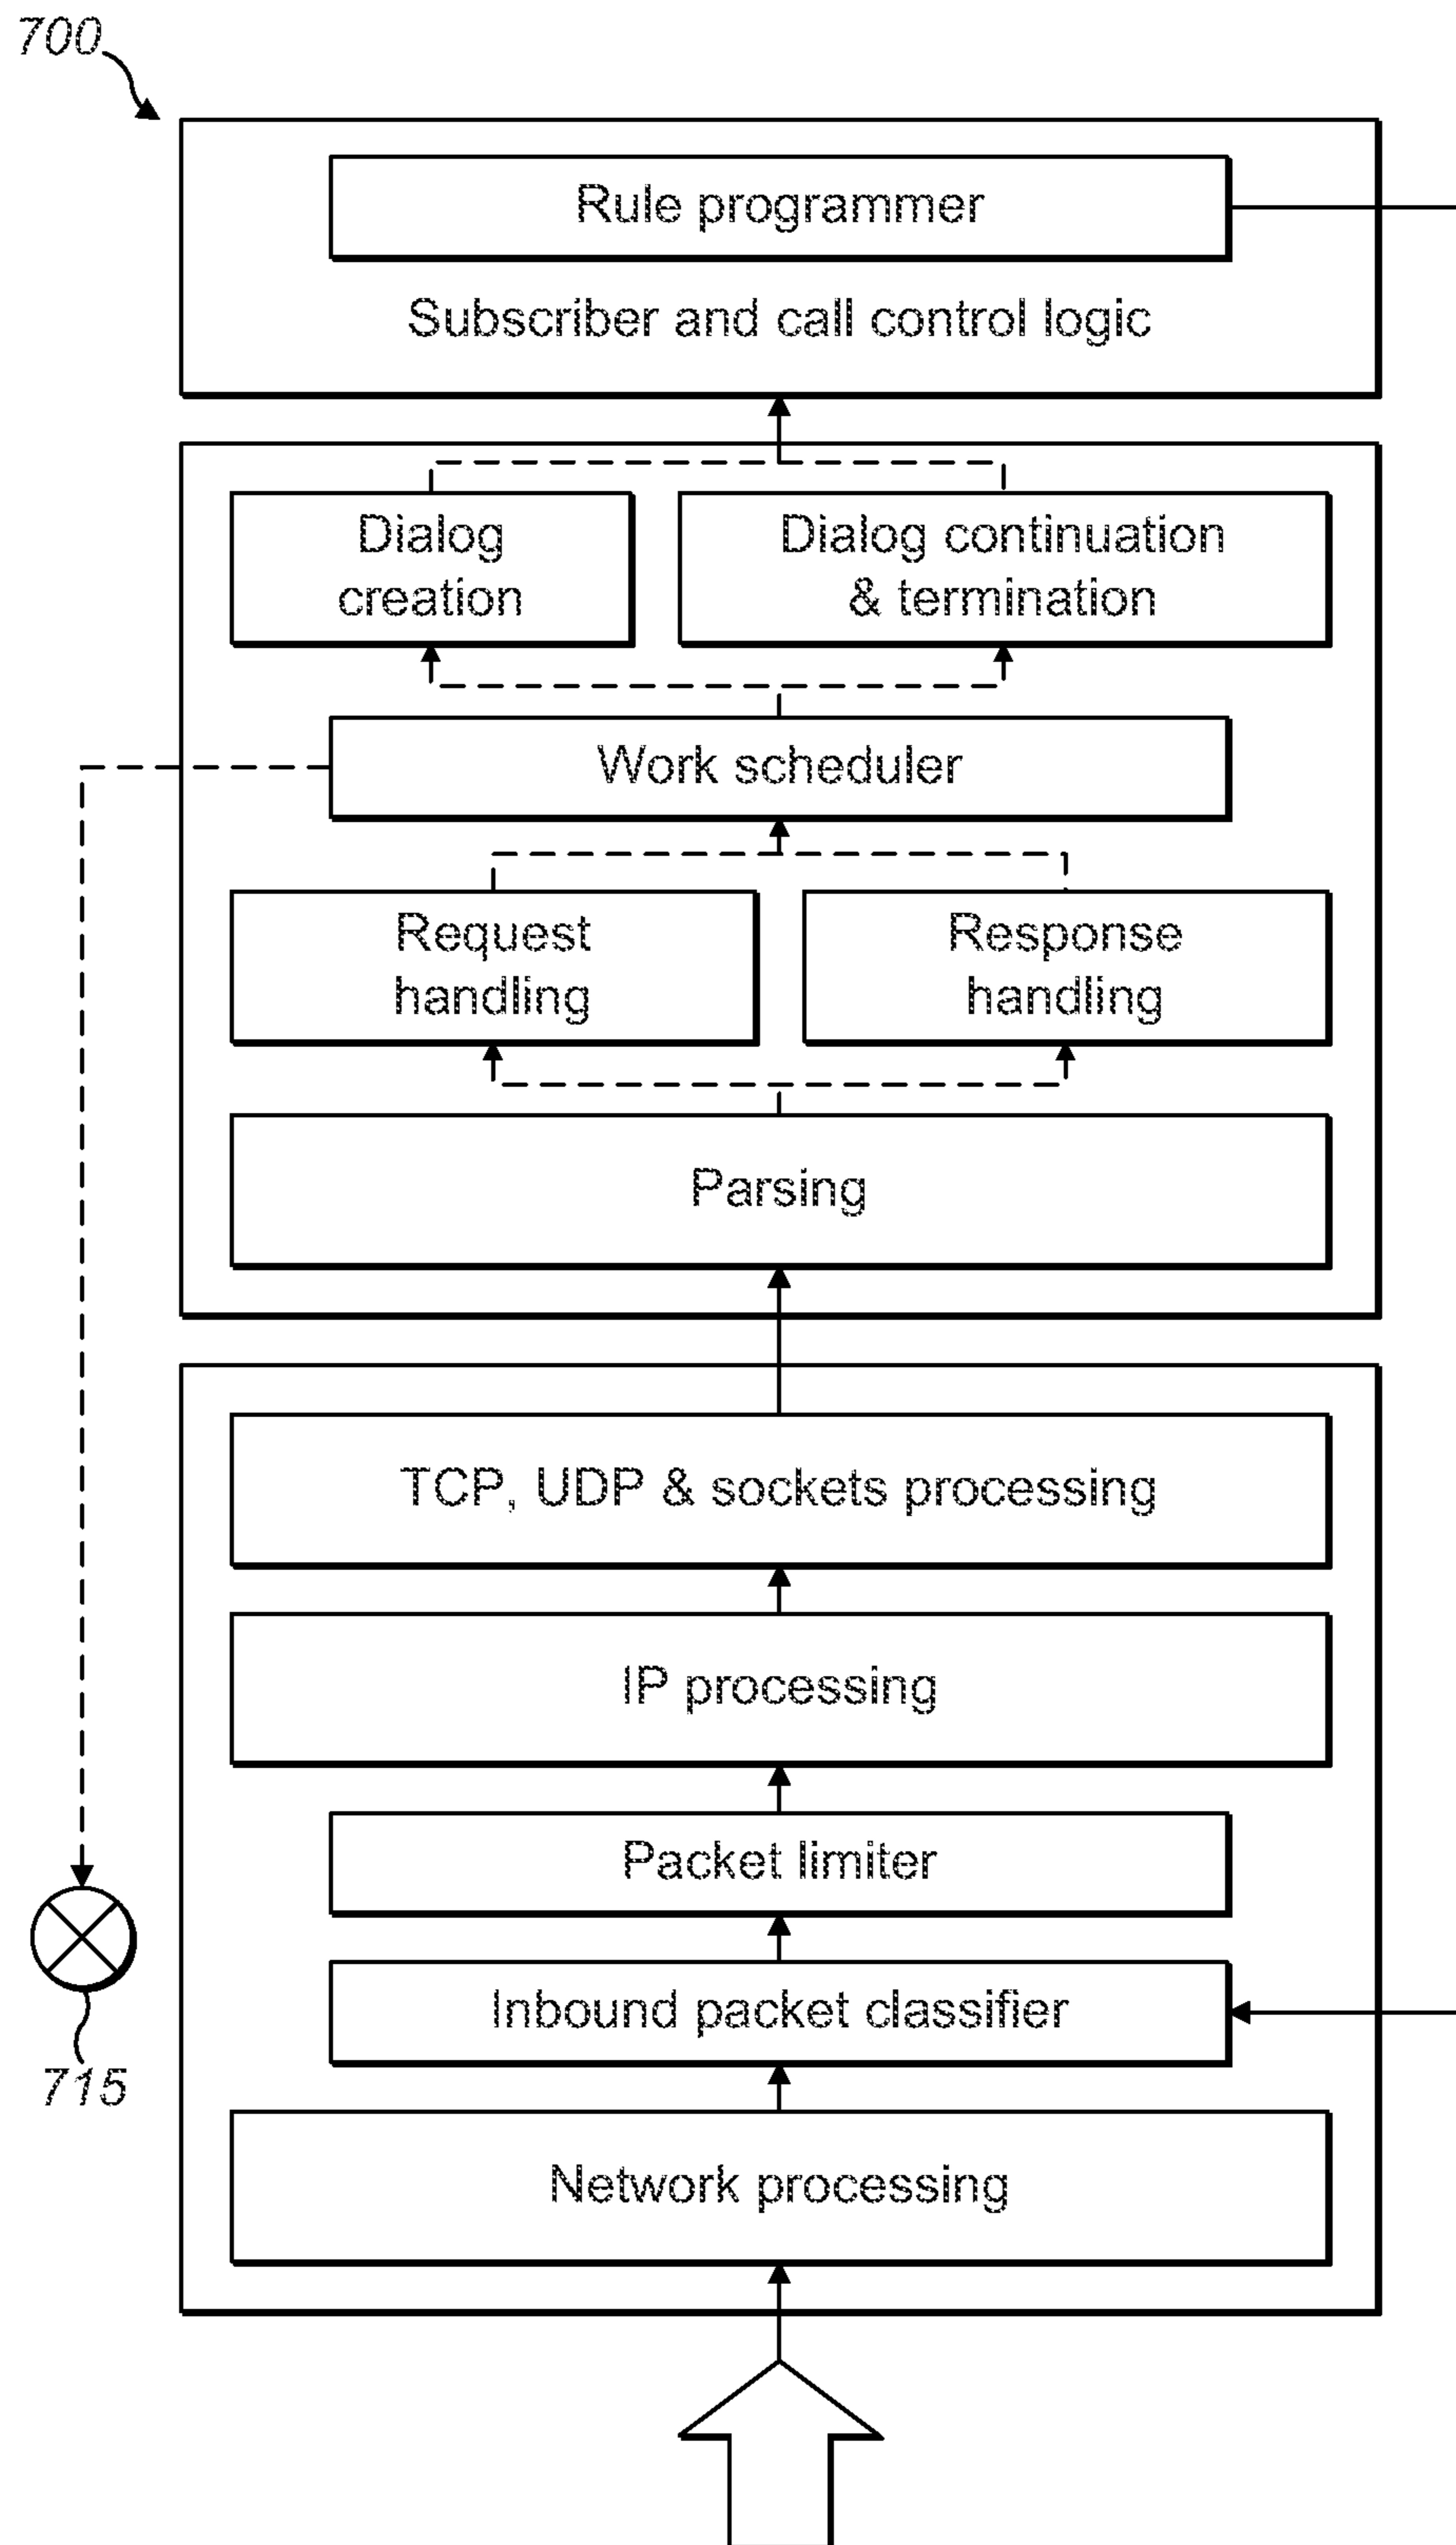 700
Rule programmer
Subscriber and call control logic
Dialog
creation
Dialog continuation
& termination
Work scheduler
Request
handling
Response
handling
Parsing
TCP, UDP & sockets processing
IP processing
Packet limiter
Inbound packet classifier
715
Network processing